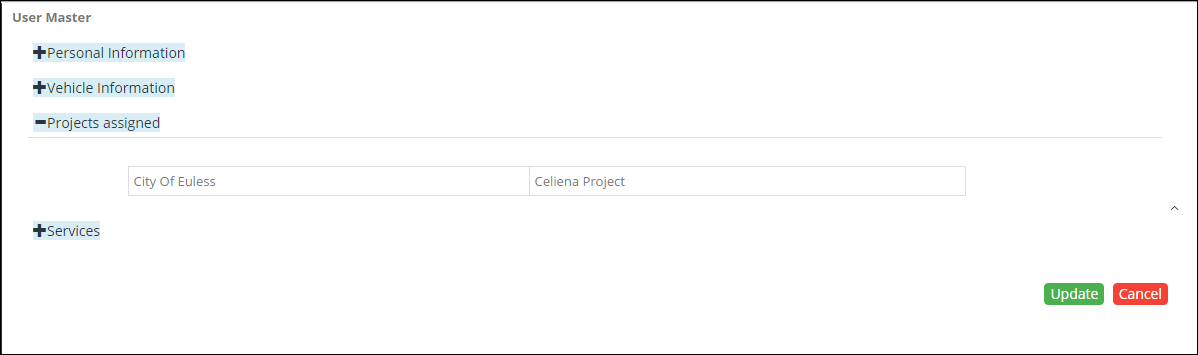 User Master
Personal Information
Vehicle Information
Projects assigned
City Of Euless Celiena Project
Services
Update Cancel